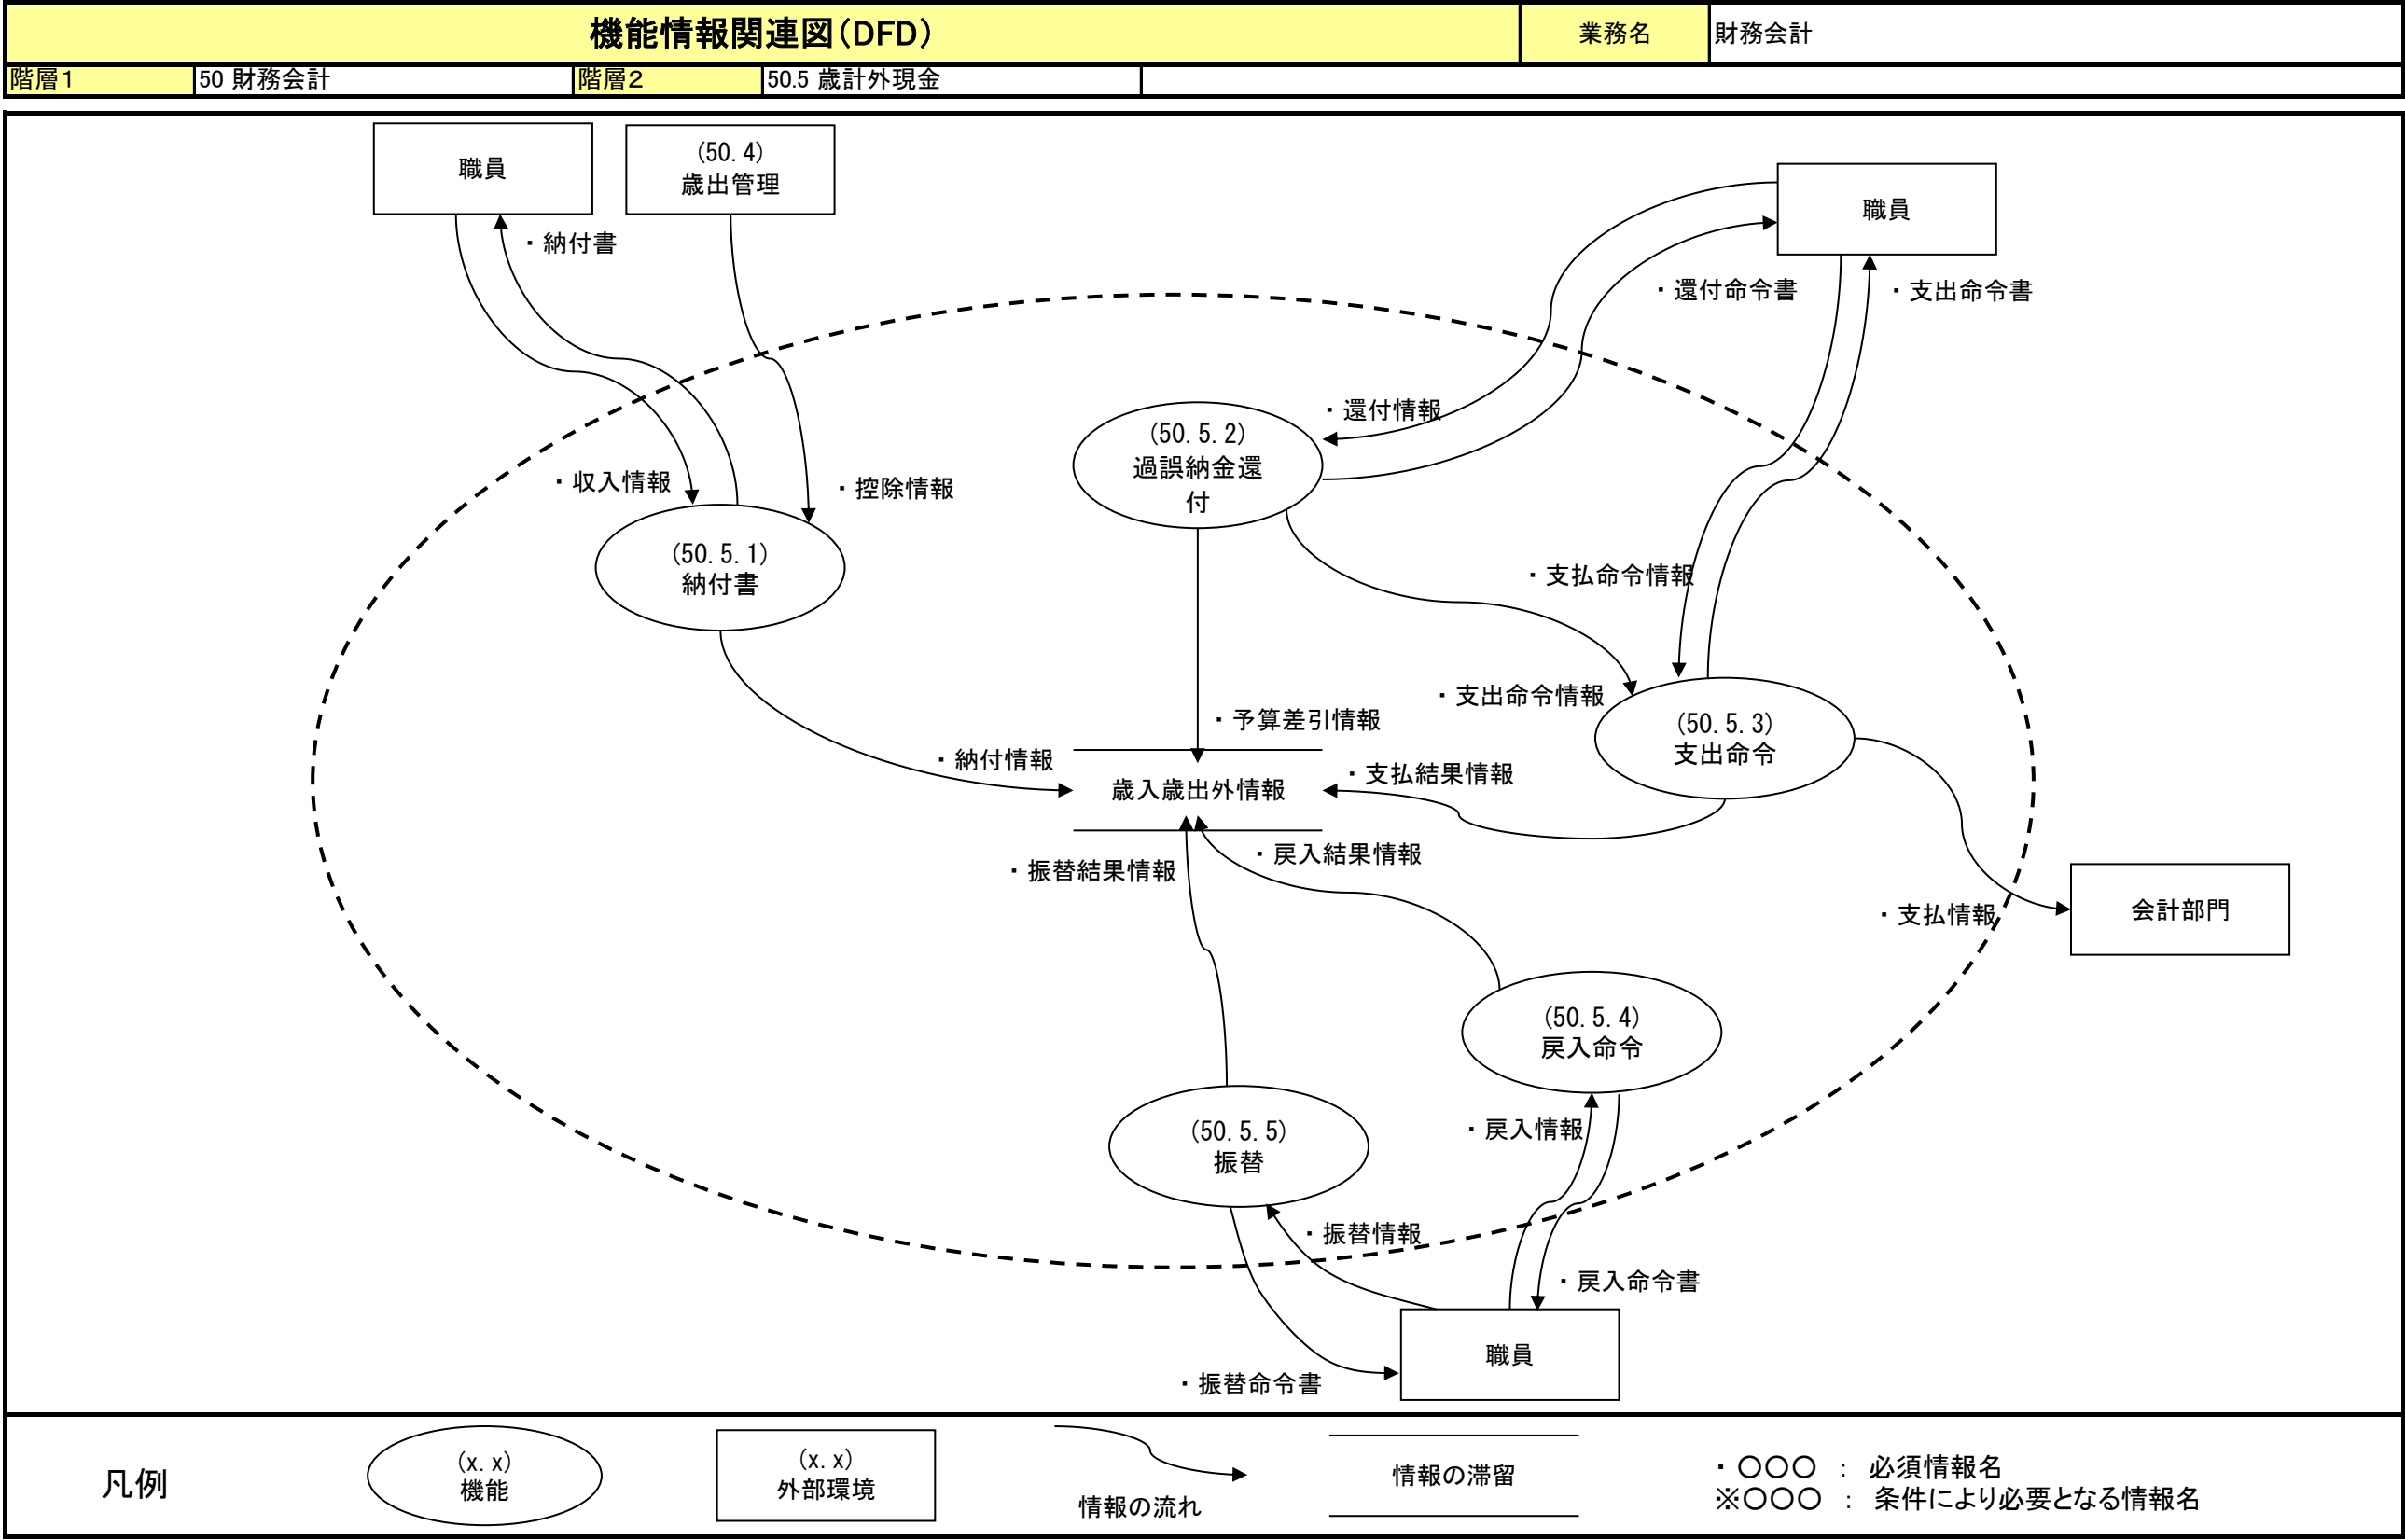 機能情報関連図(DFD)
業務名
財務会計
階層1
50 財務会計
階層2
50.5 歳計外現金
職員
(50.4)
歳出管理
職員
・納付書
・還付命令書
・支出命令書
・還付情報
・収入情報
・控除情報
(50.5.2)
過誤納金還
付
(50.5.1)
納付書
・支払命令情報
・支出命令情報
・予算差引情報
(50.5.3)
支出命令
・納付情報
・支払結果情報
歳入歳出外情報
・戻入結果情報
・振替結果情報
・支払情報
会計部門
(50.5.4)
戻入命令
・戻入情報
(50.5.5)
振替
・振替情報
・戻入命令書
職員
・振替命令書
凡例
(x.x)
機能
(x.x)
外部環境
情報の流れ
情報の滞留
・○○○ : 必須情報名
※○○○ : 条件により必要となる情報名